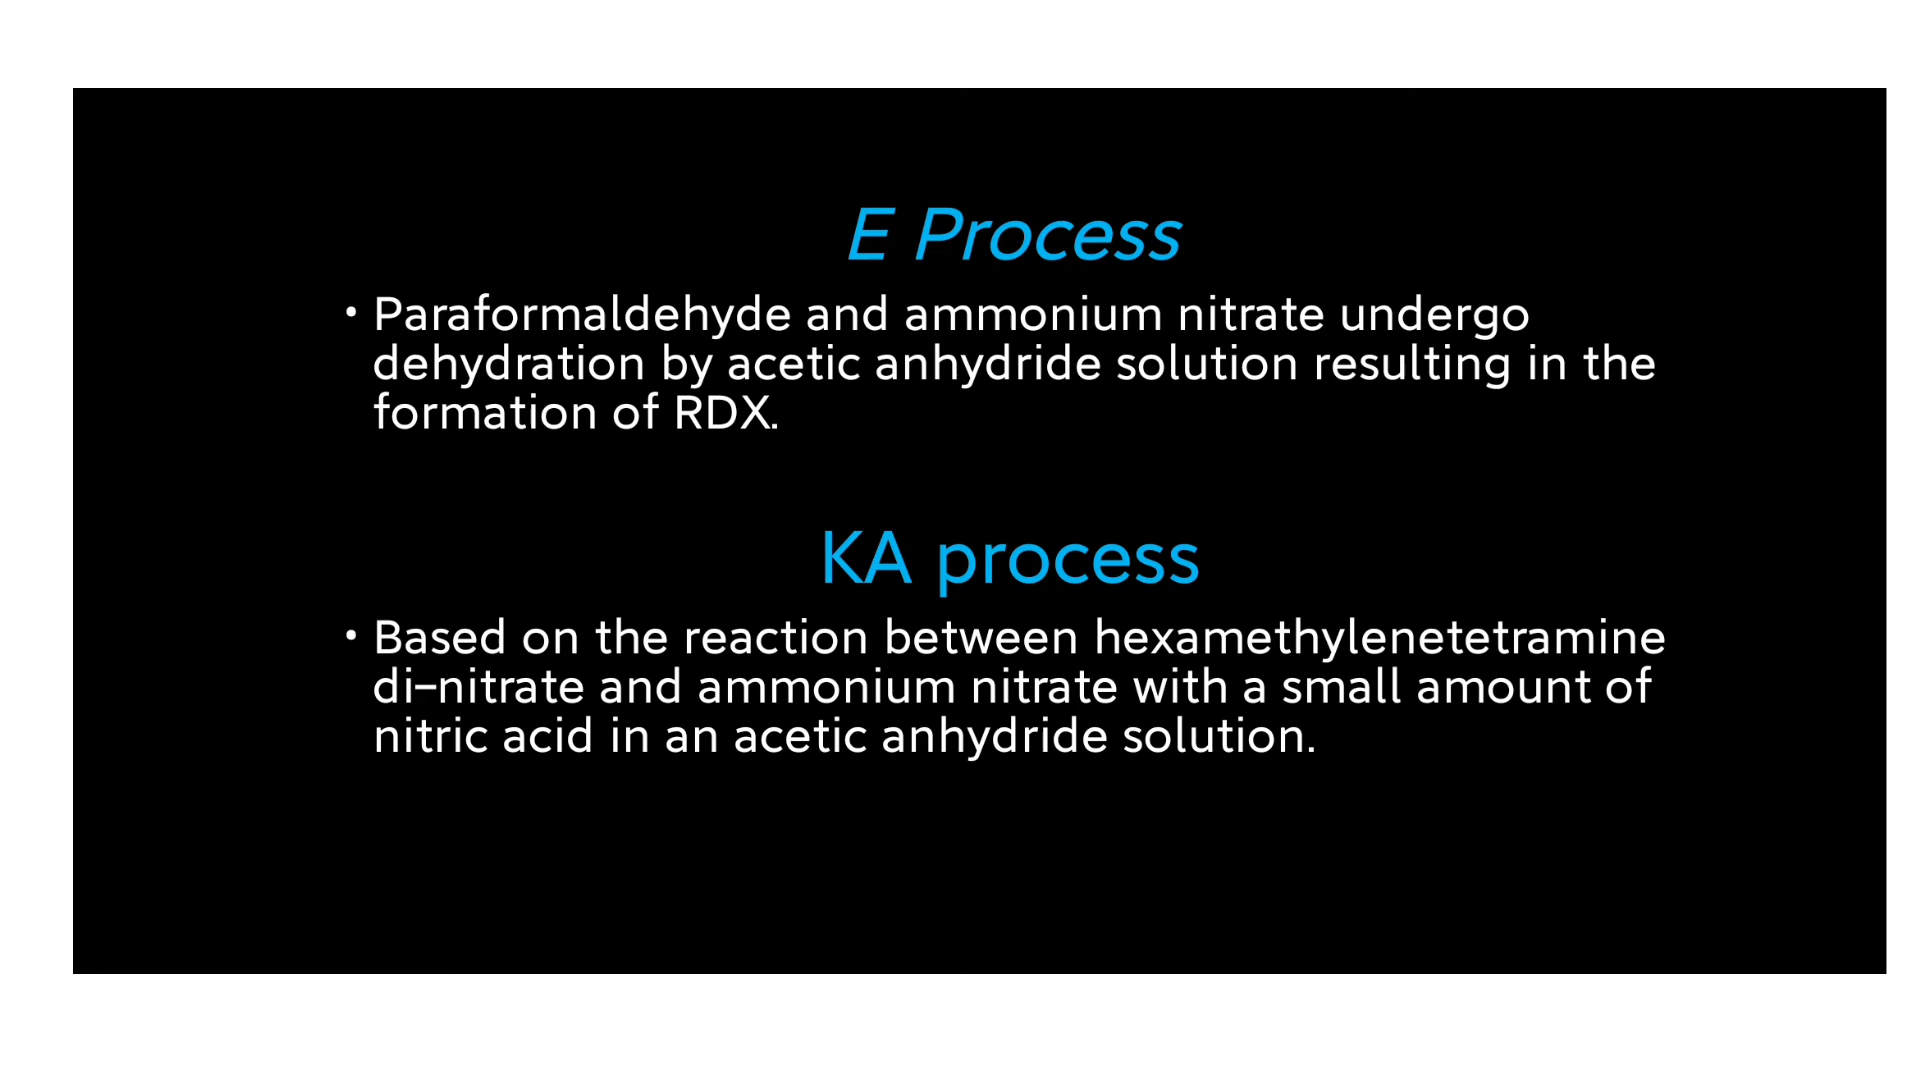 E Process
• Paraformaldehyde and ammonium nitrate undergo
dehydration by acetic anhydride solution resulting in the
formation of RDX.
KA process
• Based on the reaction between hexamethylenetetramine
di–nitrate and ammonium nitrate with a small amount of
nitric acid in an acetic anhydride solution.